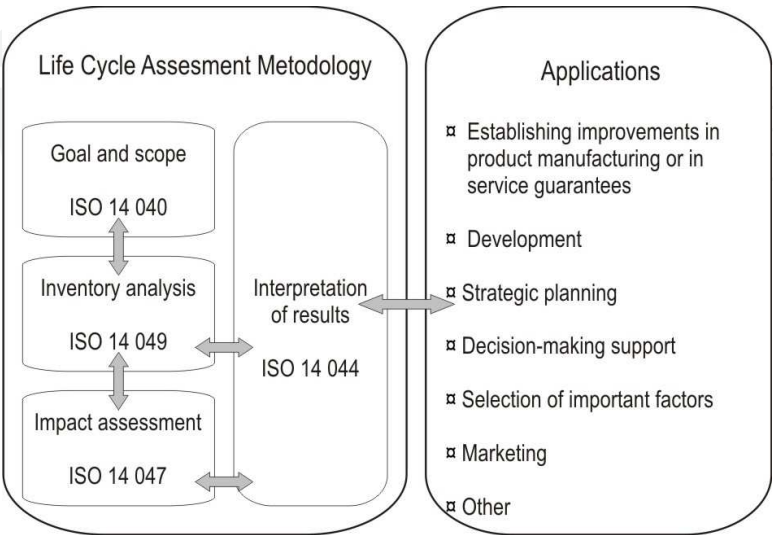 Life Cycle Assesment Metodology
Goal and scope
ISO 14 040
Inventory analysis
ISO 14 049
Impact assessment
ISO 14 047
Interpretation
of results
ISO 14 044
Applications
¤ Establishing improvements in
product manufacturing or in
service guarantees
¤ Development
¤ Strategic planning
¤ Decision-making support
¤ Selection of important factors
¤ Marketing
¤ Other